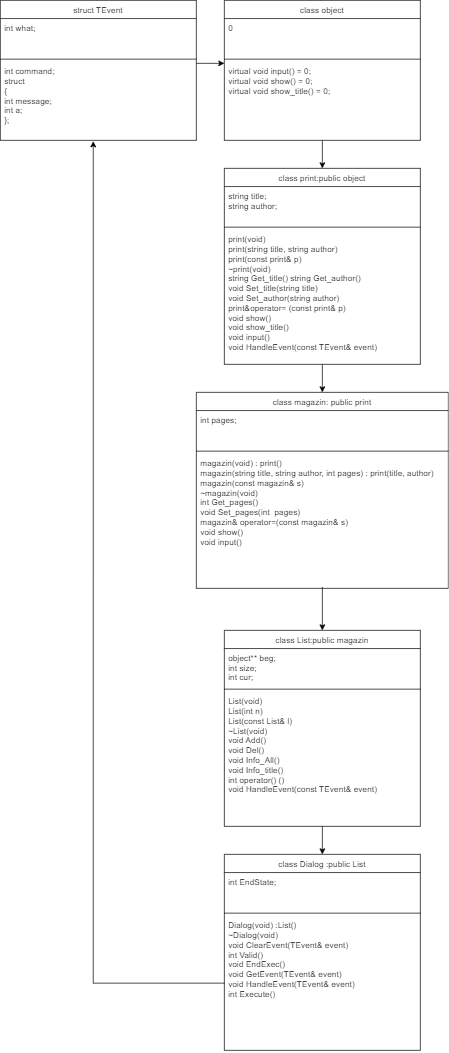 struct TEvent
int what;
int command;
struct
{
int message;
int a;
};
class object
0
virtual void input() = 0;
virtual void show() = 0;
virtual void show_title() = 0;
class print:public object
string title;
string author;
print(void)
print(string title, string author)
print(const print& p)
~print(void)
string Get_title() string Get_author()
void Set_title(string title)
void Set_author(string author)
print&operator= (const print& p)
void show()
void show_title()
void input()
void HandleEvent(const TEvent& event)
class magazin: public print
int pages;
magazin(void) : print()
magazin(string title, string author, int pages) : print(title, author)
magazin(const magazin& s)
~magazin(void)
int Get_pages()
void Set_pages(int  pages)
magazin& operator=(const magazin& s)
void show()
void input()
class List:public magazin
object** beg;
int size;
int cur;
List(void)
List(int n)
List(const List& l)
~List(void)
void Add()
void Del()
void Info_All()
void Info_title()
int operator() ()
void HandleEvent(const TEvent& event)
class Dialog :public List
int EndState;
Dialog(void) :List()
~Dialog(void)
void ClearEvent(TEvent& event)
int Valid()
void EndExec()
void GetEvent(TEvent& event)
void HandleEvent(TEvent& event)
int Execute()